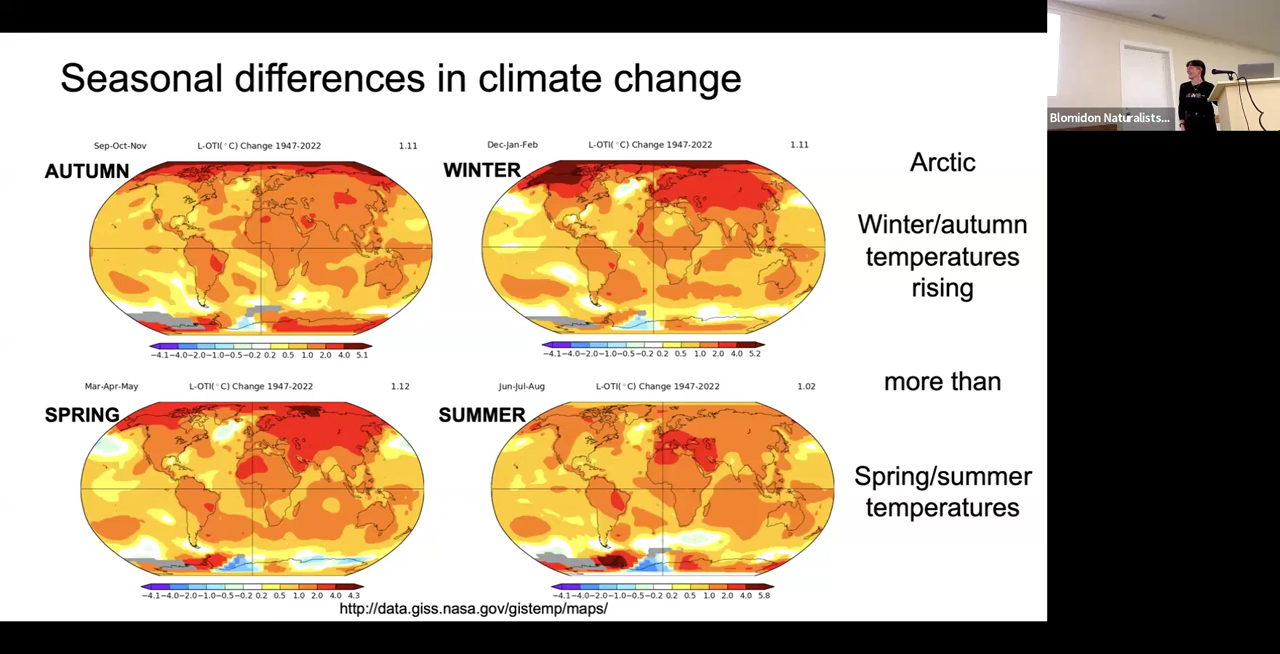 Seasonal differences in climate change
Sep-Oct-Nov L-OTI(°C) Change 1947-2022 1.11
AUTUMN
-4.1 -4.0 -2.0 -1.0 -0.5 -0.2 0.2 0.5 1.0 2.0 4.0 5.1
Dec-Jan-Feb L-OTI(°C) Change 1947-2022 1.11
WINTER
-4.1 -4.0 -2.0 -1.0 -0.5 -0.2 0.2 0.5 1.0 2.0 4.0 5.2
Mar-Apr-May L-OTI(°C) Change 1947-2022 1.12
SPRING
-4.1 -4.0 -2.0 -1.0 -0.5 -0.2 0.2 0.5 1.0 2.0 4.0 4.3
Jun-Jul-Aug L-OTI(°C) Change 1947-2022 1.02
SUMMER
-4.1 -4.0 -2.0 -1.0 -0.5 -0.2 0.2 0.5 1.0 2.0 4.0 5.8
http://data.giss.nasa.gov/gistemp/maps/
Arctic
Winter/autumn
temperatures
rising
more than
Spring/summer
temperatures
Blomidon Naturalists...